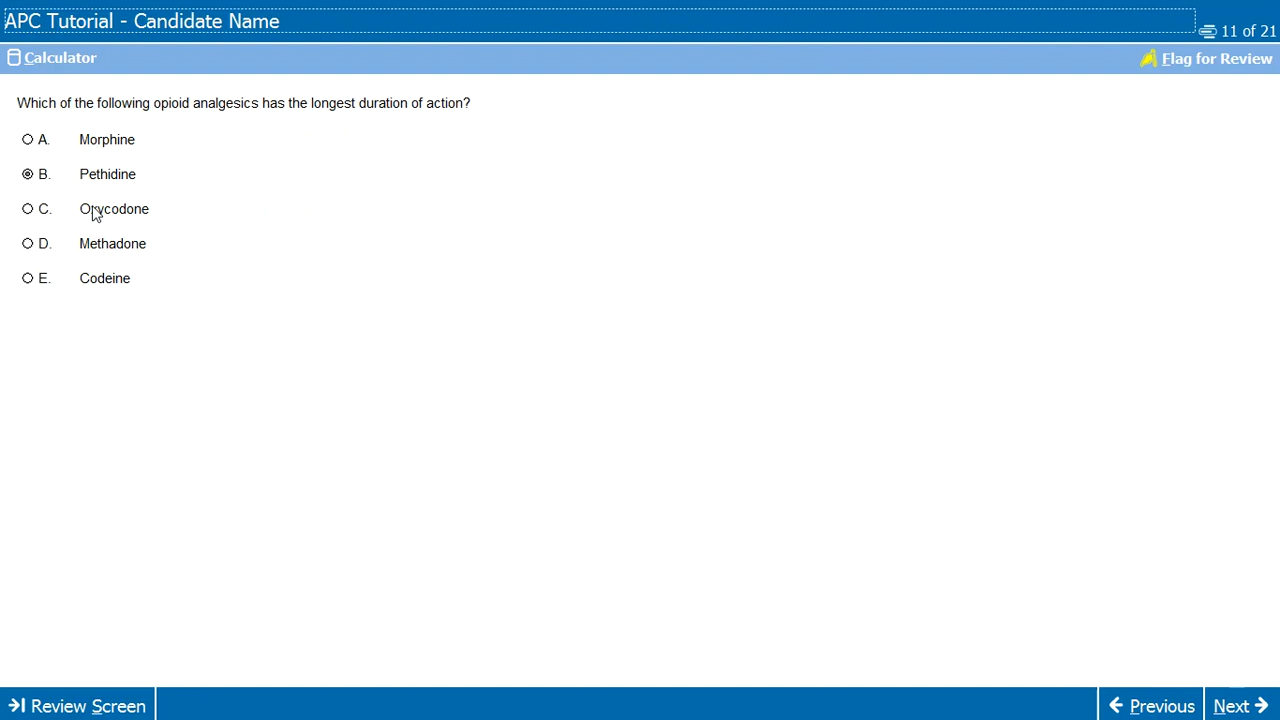 APC Tutorial - Candidate Name
11 of 21
Calculator
Flag for Review
Which of the following opioid analgesics has the longest duration of action?
A. Morphine
B. Pethidine
C. Oxycodone
D. Methadone
E. Codeine
Review Screen
Previous
Next